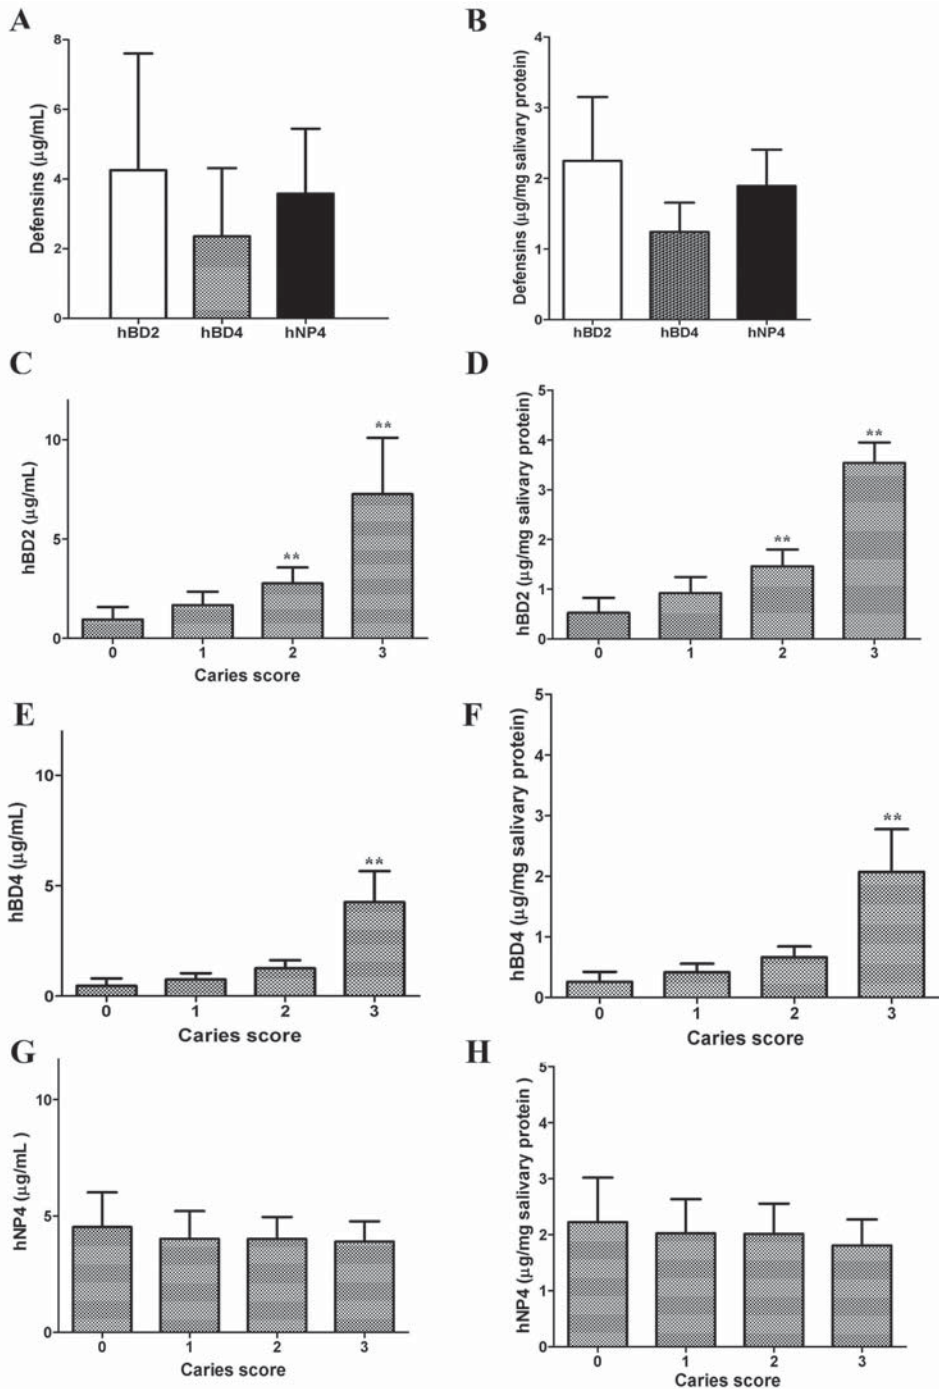 A
Defensins (μg/mL)
8
6
4
2
0
hBD2 hBD4 hNP4
B
Defensins (μg/mg salivary protein)
4
3
2
1
0
hBD2 hBD4 hNP4
C
hBD2 (μg/mL)
10
5
0
**
**
0 1 2 3
Caries score
D
hBD2 (μg/mg salivary protein)
5
4
3
2
1
0
**
**
0 1 2 3
E
hBD4 (μg/mL)
10
5
0
**
0 1 2 3
Caries score
F
hBD4 (μg/mg salivary protein)
5
4
3
2
1
0
**
0 1 2 3
Caries score
G
hNP4 (μg/mL )
10
5
0
0 1 2 3
Caries score
H
hNP4 (μg/mg salivary protein )
5
4
3
2
1
0
0 1 2 3
Caries score